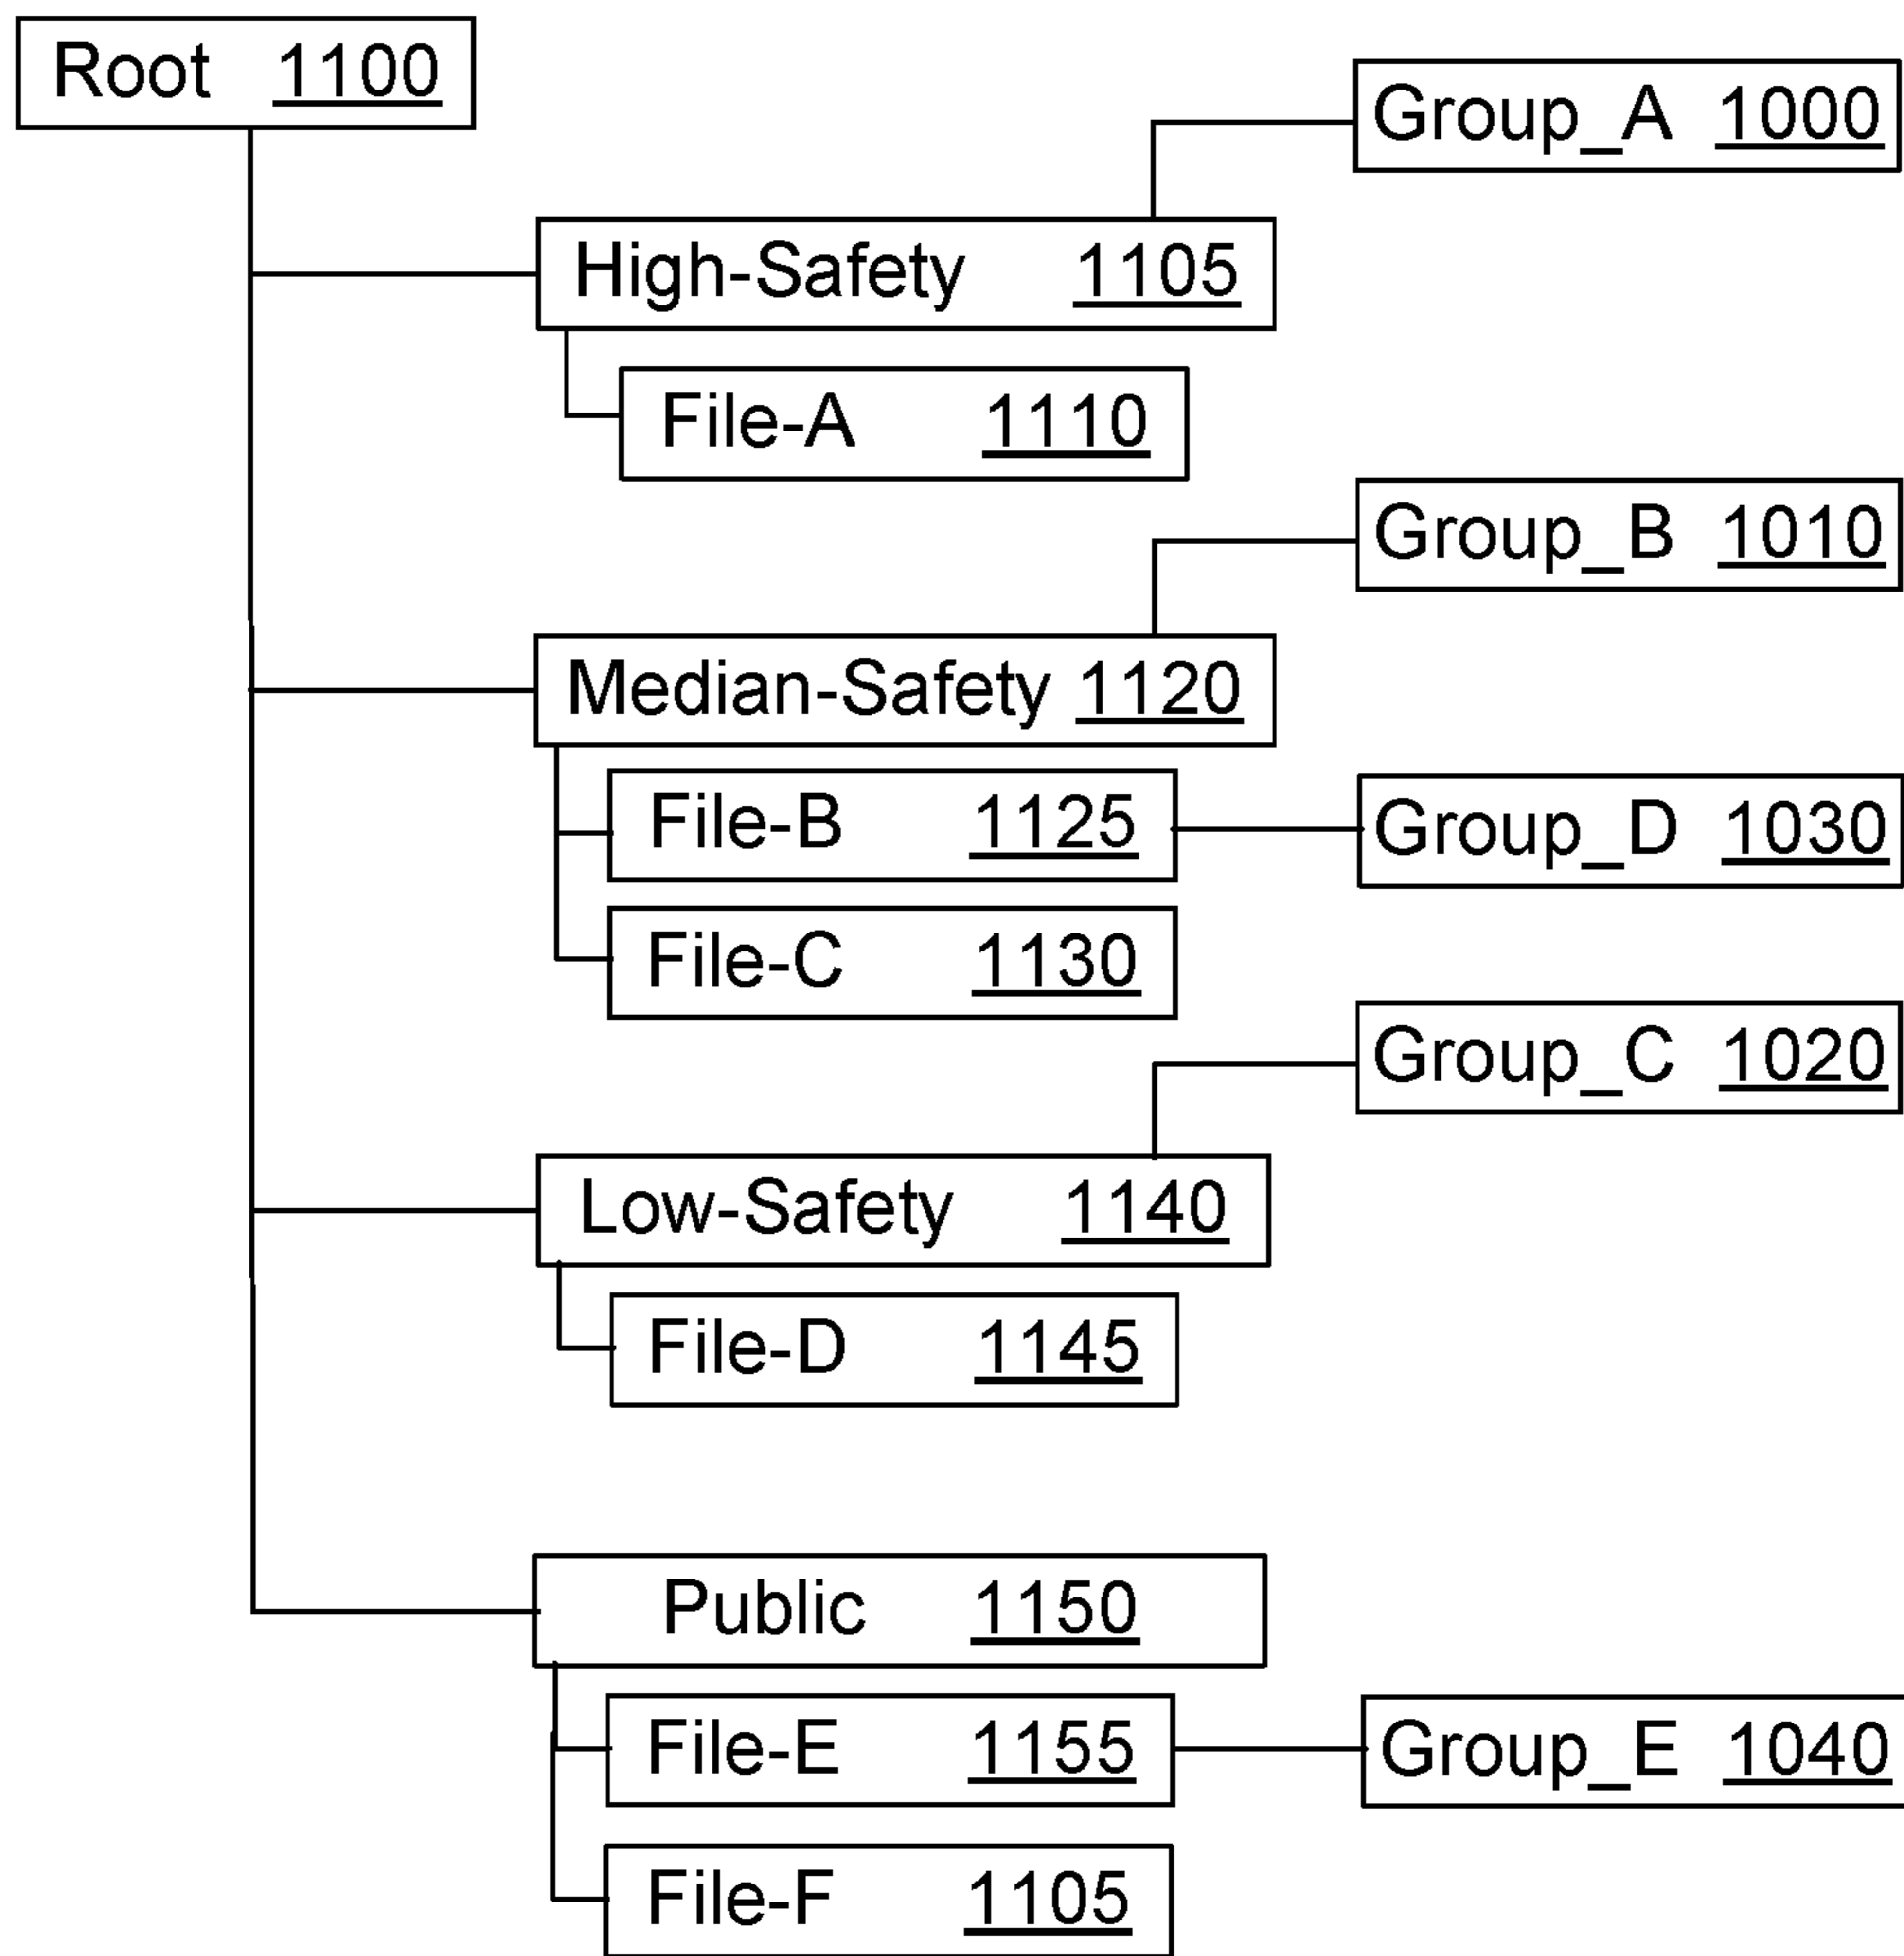 Root 1100
Group_A 1000
High-Safety 1105
File-A 1110
Group_B 1010
Median-Safety 1120
File-B 1125
Group_D 1030
File-C 1130
Group_C 1020
Low-Safety 1140
File-D 1145
Public 1150
File-E 1155
Group_E 1040
File-F 1105